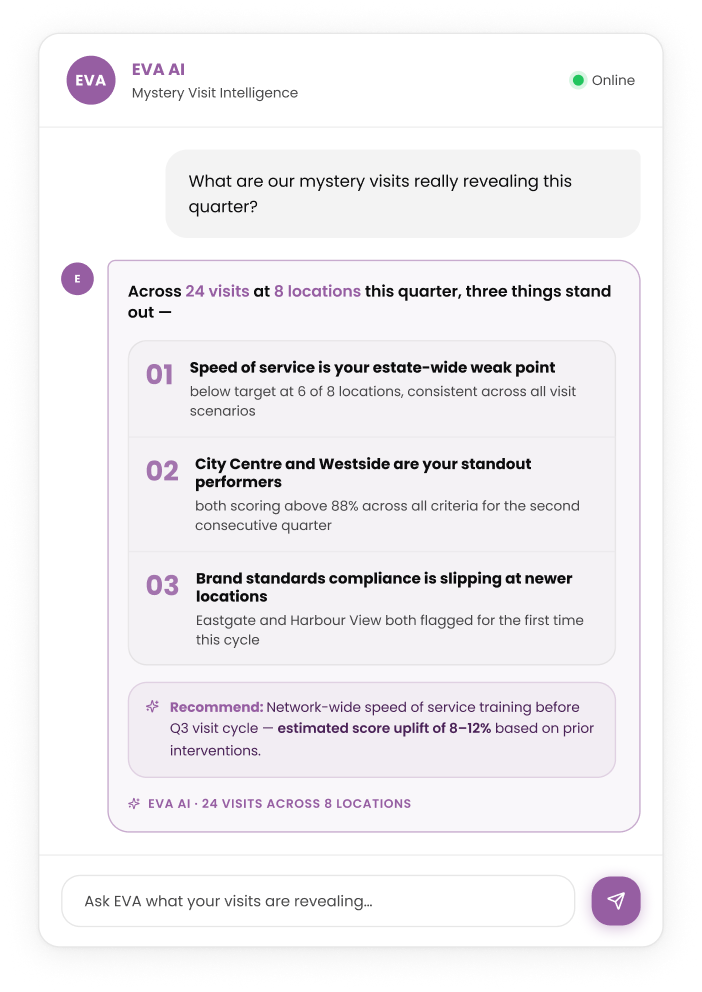 EVA
EVA AI
Mystery Visit Intelligence
Online
What are our mystery visits really revealing this
quarter?
E
Across 24 visits at 8 locations this quarter, three things stand
out —
01
Speed of service is your estate-wide weak point
below target at 6 of 8 locations, consistent across all visit
scenarios
02
City Centre and Westside are your standout
performers
both scoring above 88% across all criteria for the second
consecutive quarter
03
Brand standards compliance is slipping at newer
locations
Eastgate and Harbour View both flagged for the first time
this cycle
Recommend: Network-wide speed of service training before
Q3 visit cycle — estimated score uplift of 8–12% based on prior
interventions.
EVA AI · 24 VISITS ACROSS 8 LOCATIONS
Ask EVA what your visits are revealing...